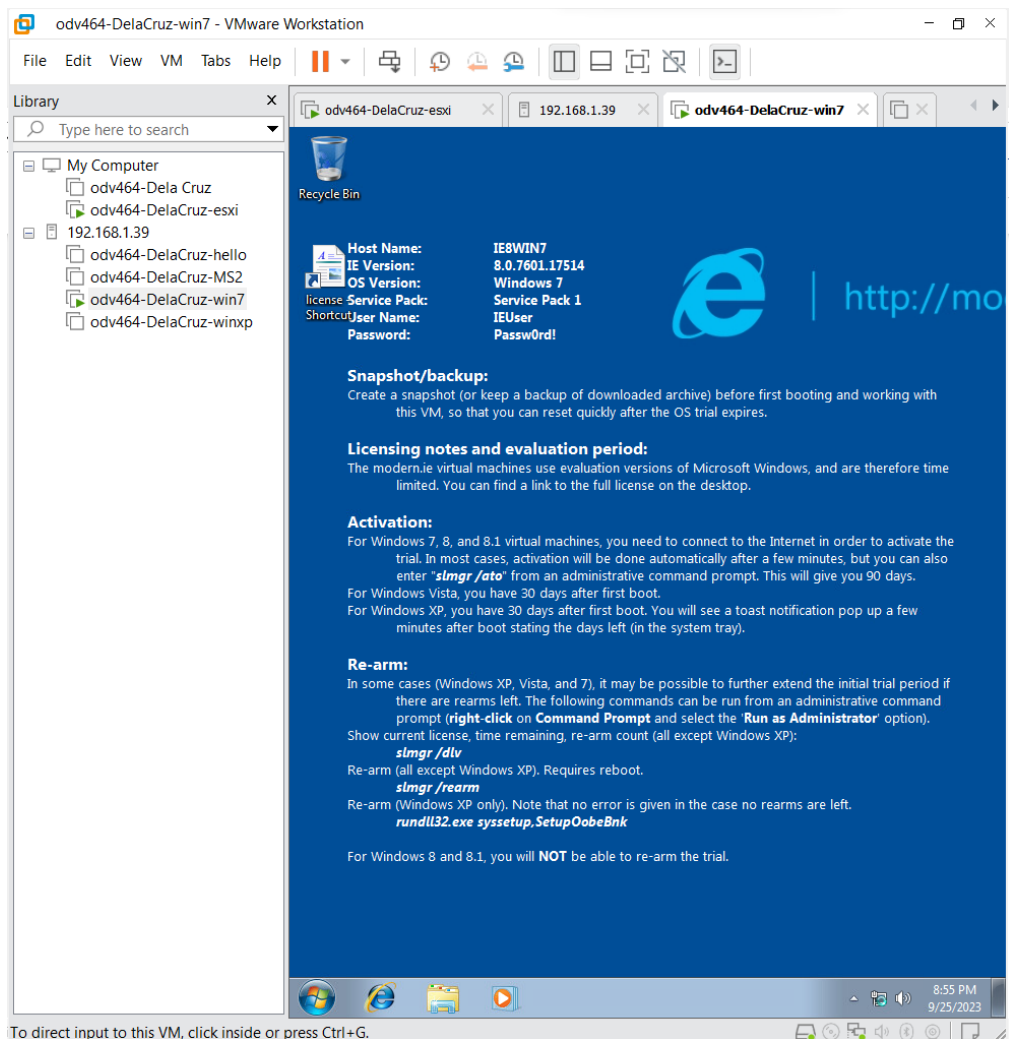 odv464-DelaCruz-win7 - VMware Workstation
File Edit View VM Tabs Help
Library
Type here to search
My Computer
odv464-Dela Cruz
odv464-DelaCruz-esxi
192.168.1.39
odv464-DelaCruz-hello
odv464-DelaCruz-MS2
odv464-DelaCruz-win7
odv464-DelaCruz-winxp
odv464-DelaCruz-esxi 192.168.1.39 odv464-DelaCruz-win7
Recycle Bin
license
Shortcut
Host Name: IE8WIN7
IE Version: 8.0.7601.17514
OS Version: Windows 7
Service Pack: Service Pack 1
User Name: IEUser
Password: Passw0rd!
http://mo
Snapshot/backup:
Create a snapshot (or keep a backup of downloaded archive) before first booting and working with
this VM, so that you can reset quickly after the OS trial expires.
Licensing notes and evaluation period:
The modern.ie virtual machines use evaluation versions of Microsoft Windows, and are therefore time
limited. You can find a link to the full license on the desktop.
Activation:
For Windows 7, 8, and 8.1 virtual machines, you need to connect to the Internet in order to activate the
trial. In most cases, activation will be done automatically after a few minutes, but you can also
enter "slmgr /ato" from an administrative command prompt. This will give you 90 days.
For Windows Vista, you have 30 days after first boot.
For Windows XP, you have 30 days after first boot. You will see a toast notification pop up a few
minutes after boot stating the days left (in the system tray).
Re-arm:
In some cases (Windows XP, Vista, and 7), it may be possible to further extend the initial trial period if
there are rearms left. The following commands can be run from an administrative command
prompt (right-click on Command Prompt and select the 'Run as Administrator' option).
Show current license, time remaining, re-arm count (all except Windows XP):
slmgr /dlv
Re-arm (all except Windows XP). Requires reboot.
slmgr /rearm
Re-arm (Windows XP only). Note that no error is given in the case no rearms are left.
rundll32.exe syssetup,SetupOobeBnk
For Windows 8 and 8.1, you will NOT be able to re-arm the trial.
8:55 PM
9/25/2023
To direct input to this VM, click inside or press Ctrl+G.